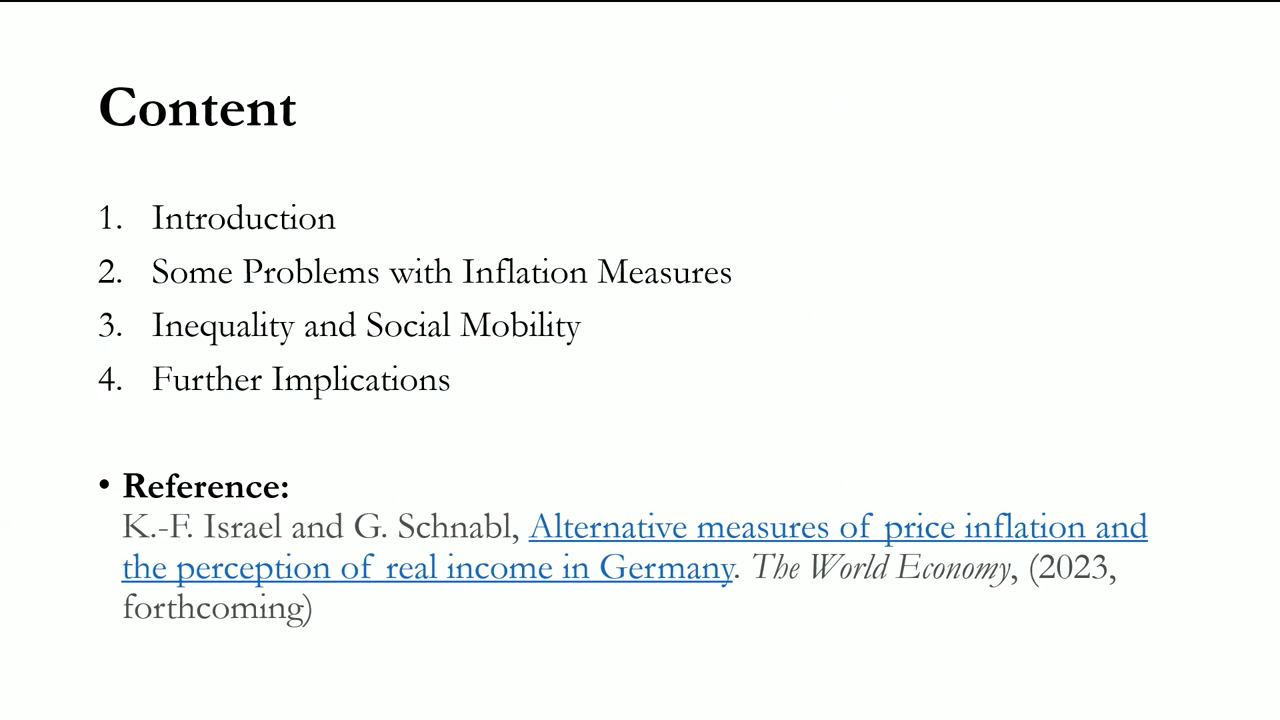 Content
1. Introduction
2. Some Problems with Inflation Measures
3. Inequality and Social Mobility
4. Further Implications
• Reference:
K.-F. Israel and G. Schnabl, Alternative measures of price inflation and
the perception of real income in Germany. The World Economy, (2023,
forthcoming)